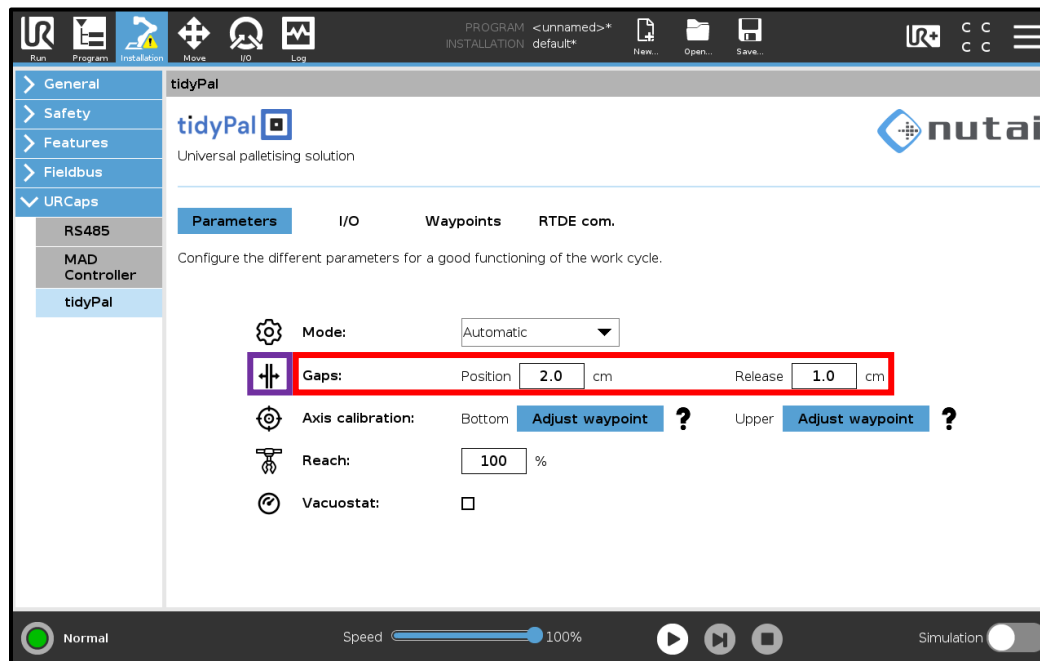 PROGRAM <unnamed>*
INSTALLATION default*
UR
UR+
C C
C C
Run Program Installation Move I/O Log New... Open... Save...
General
tidyPal
Safety
tidyPal
nutai
Features
Universal palletising solution
Fieldbus
URCaps
RS485
Parameters I/O Waypoints RTDE com.
MAD
Controller
Configure the different parameters for a good functioning of the work cycle.
tidyPal
Mode: Automatic
Gaps: Position 2.0 cm Release 1.0 cm
Axis calibration: Bottom Adjust waypoint ? Upper Adjust waypoint ?
Reach: 100 %
Vacuostat:
Normal Speed 100% Simulation